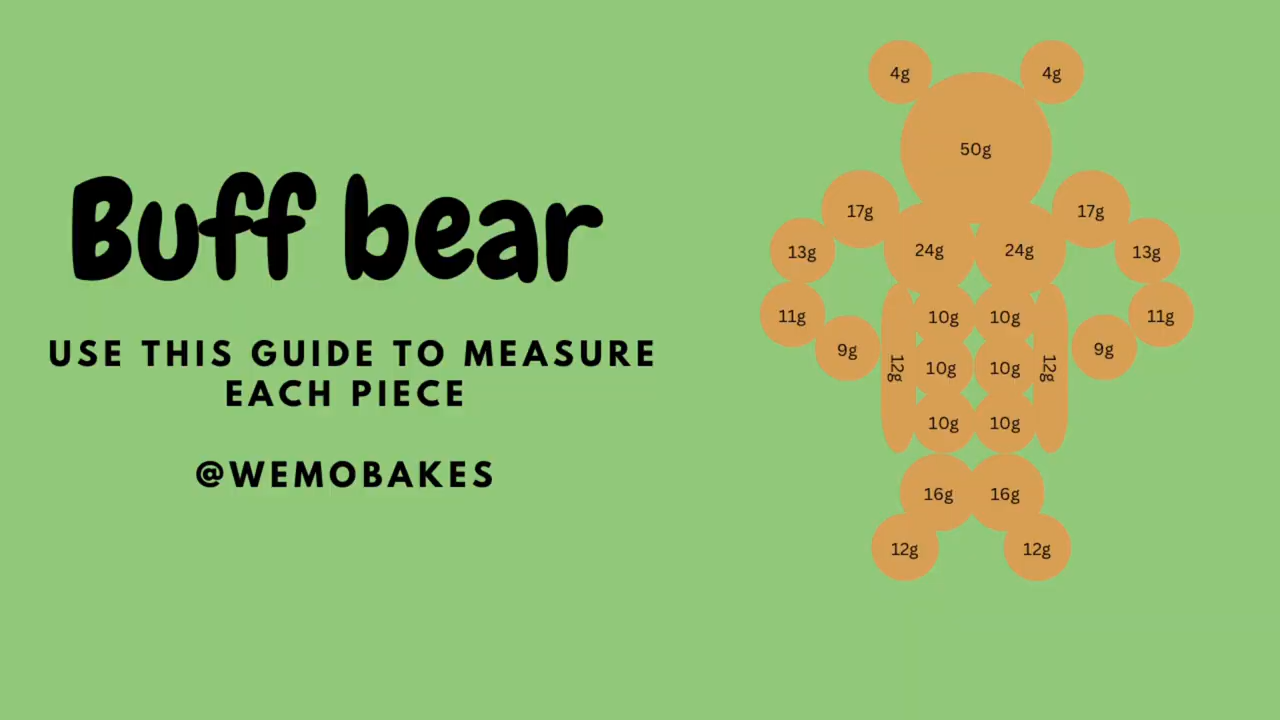 Buff bear
USE THIS GUIDE TO MEASURE
EACH PIECE
@WEMOBAKES
4g 4g
50g
17g 17g
13g 24g 24g 13g
11g 10g 10g 11g
9g 12g 10g 10g 12g 9g
10g 10g
16g 16g
12g 12g